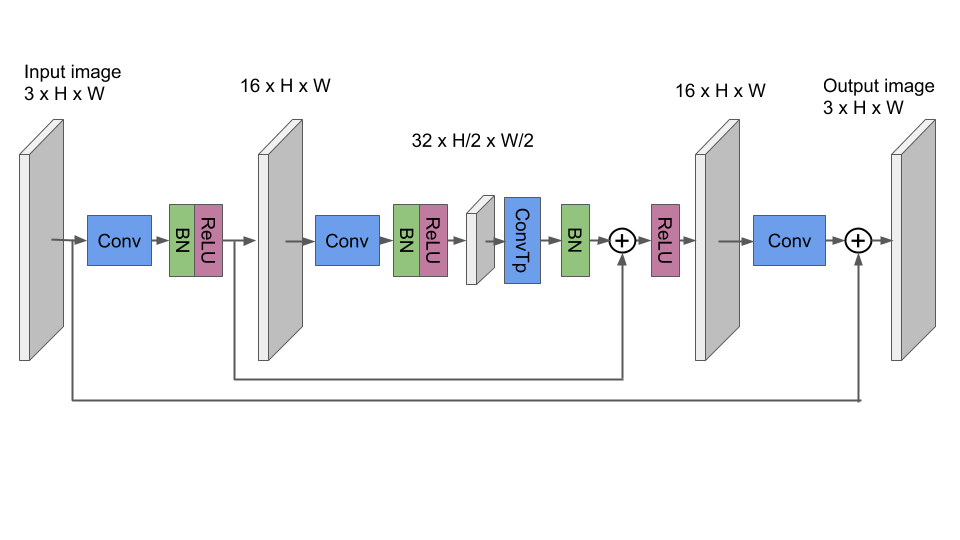 Input image
3 x H x W
16 x H x W
32 x H/2 x W/2
16 x H x W
Output image
3 x H x W
Conv
BN
ReLU
Conv
BN
ReLU
ConvTp
BN
+
ReLU
Conv
+